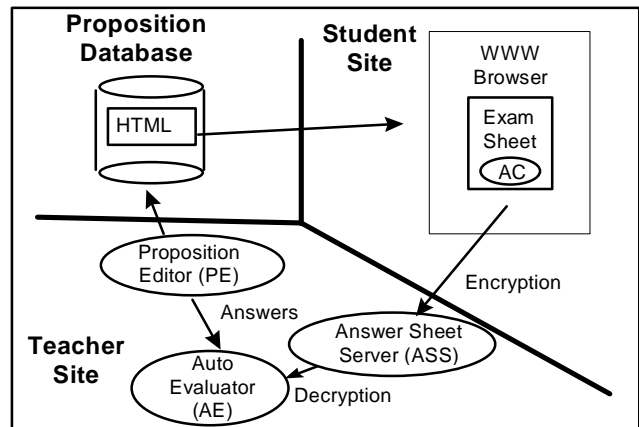 Proposition
Database
HTML
Student
Site
WWW
Browser
Exam
Sheet
AC
Proposition
Editor (PE)
Encryption
Answers
Answer Sheet
Server (ASS)
Teacher
Site
Auto
Evaluator
(AE)
Decryption